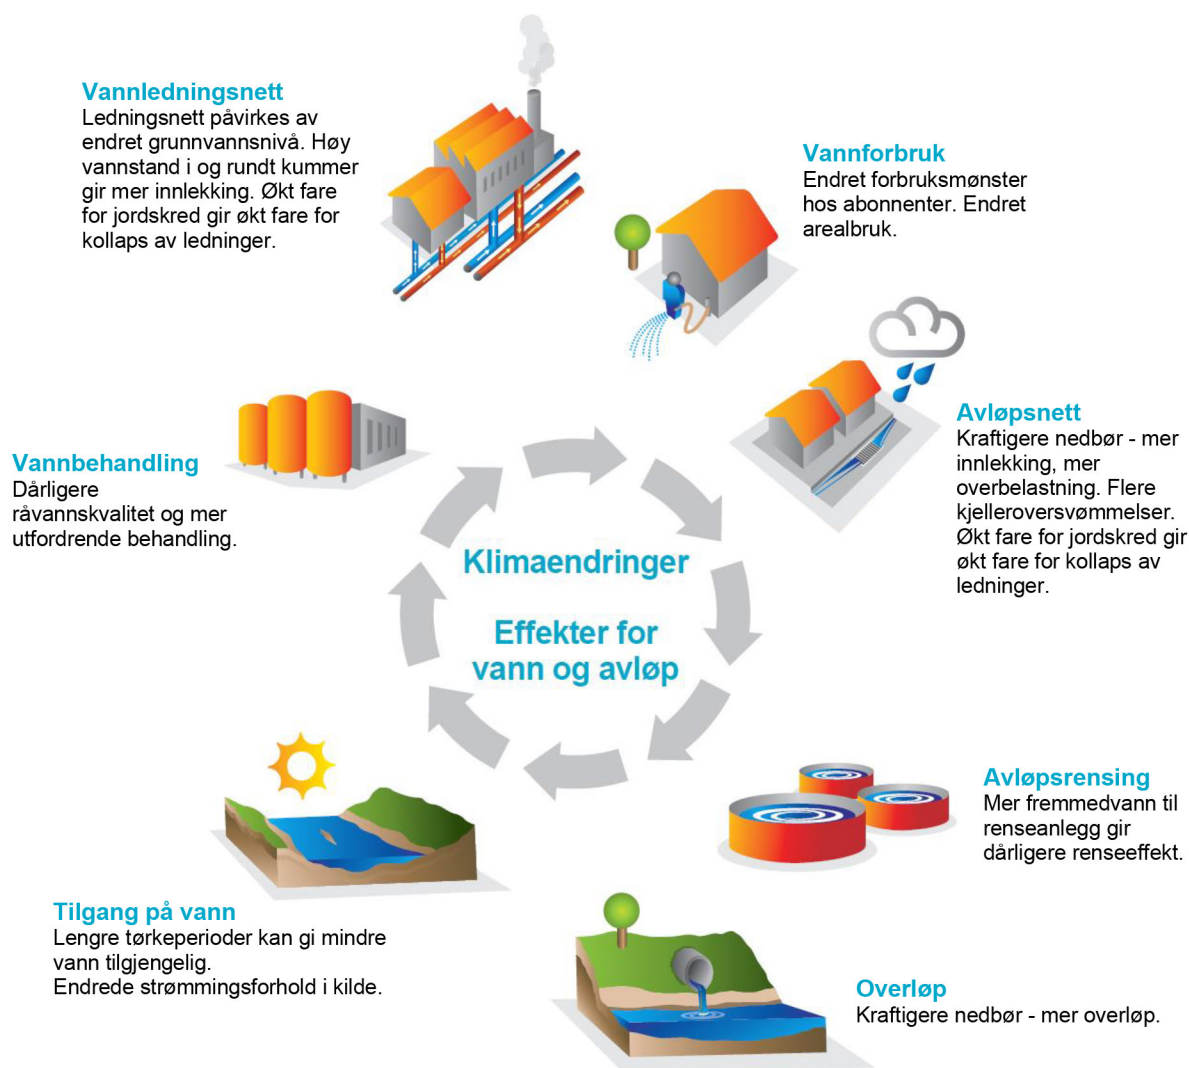 Vannledningsnett
Ledningsnett påvirkes av
endret grunnvannsnivå. Høy
vannstand i og rundt kummer
gir mer innlekking. Økt fare
for jordskred gir økt fare for
kollaps av ledninger.
Vannforbruk
Endret forbruksmønster
hos abonnenter. Endret
arealbruk.
Avløpsnett
Kraftigere nedbør - mer
innlekking, mer
overbelastning. Flere
kjelleroversvømmelser.
Økt fare for jordskred gir
økt fare for kollaps av
ledninger.
Vannbehandling
Dårligere
råvannskvalitet og mer
utfordrende behandling.
Klimaendringer
Effekter for
vann og avløp
Avløpsrensing
Mer fremmedvann til
renseanlegg gir
dårligere renseeffekt.
Tilgang på vann
Lengre tørkeperioder kan gi mindre
vann tilgjengelig.
Endrede strømmingsforhold i kilde.
Overløp
Kraftigere nedbør - mer overløp.